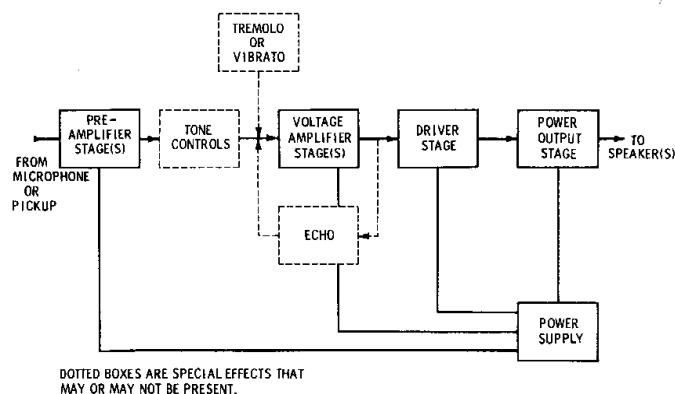 TREMOLO
OR
VIBRATO
PRE-
AMPLIFIER
STAGE(S)
TONE
CONTROLS
VOLTAGE
AMPLIFIER
STAGE(S)
DRIVER
STAGE
POWER
OUTPUT
STAGE
TO
SPEAKER(S)
FROM
MICROPHONE
OR
PICKUP
ECHO
POWER
SUPPLY
DOTTED BOXES ARE SPECIAL EFFECTS THAT
MAY OR MAY NOT BE PRESENT.